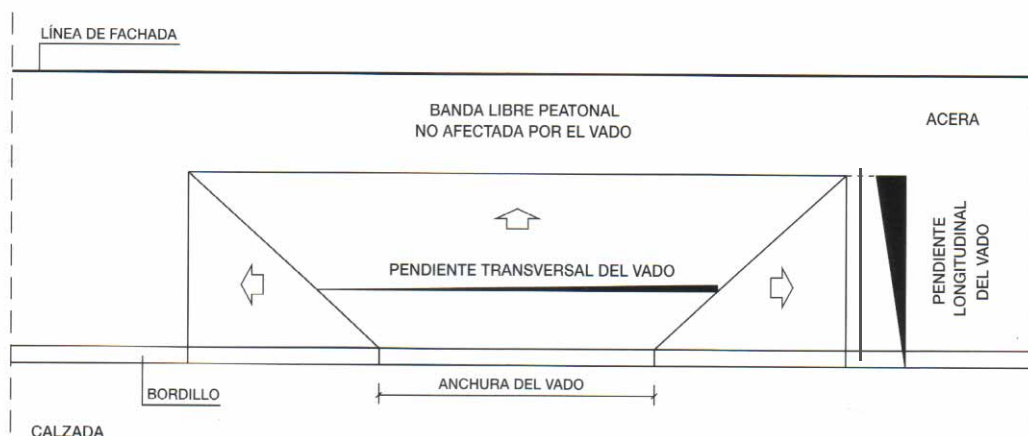 LÍNEA DE FACHADA
BANDA LIBRE PEATONAL
NO AFECTADA POR EL VADO
ACERA
PENDIENTE TRANSVERSAL DEL VADO
PENDIENTE
LONGITUDINAL
DEL VADO
ANCHURA DEL VADO
BORDILLO
CALZADA